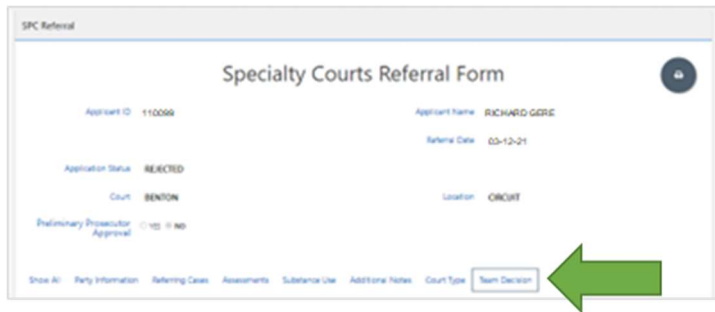 SPC Referral
Specialty Courts Referral Form
Applicant ID 110099 Applicant Name RICHARD GERE
Referral Date 03-12-21
Application Status REJECTED
Court BENTON Location CIRCUIT
Preliminary Prosecutor Approval YES NO
Show All Party Information Referring Cases Assessments Substance Use Additional Notes Court Type Team Decision